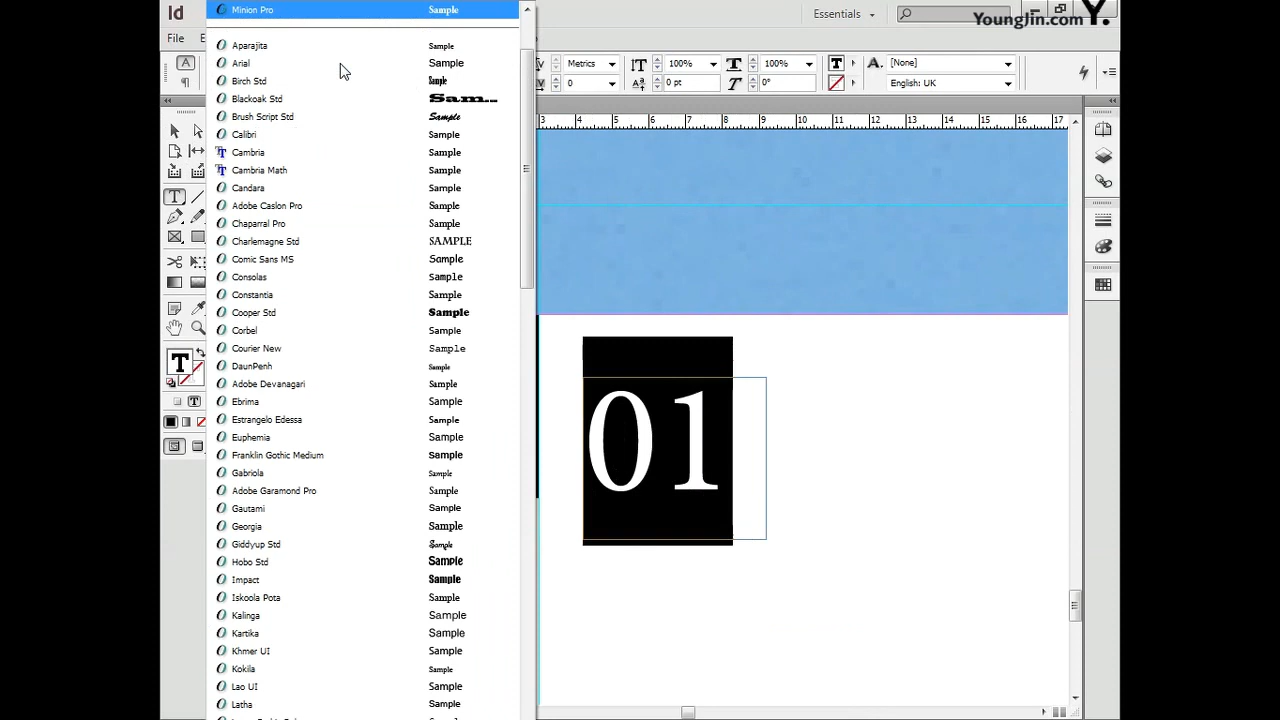 Id
Minion Pro Sample
Essentials
YoungJin.com Y.
File
Aparajita Sample
Arial Sample
Birch Std Sample
Blackoak Std Sam...
Brush Script Std Sample
Calibri Sample
Cambria Sample
Cambria Math Sample
Candara Sample
Adobe Caslon Pro Sample
Chaparral Pro Sample
Charlemagne Std SAMPLE
Comic Sans MS Sample
Consolas Sample
Constantia Sample
Cooper Std Sample
Corbel Sample
Courier New Sample
DaunPenh Sample
Adobe Devanagari Sample
Ebrima Sample
Estrangelo Edessa Sample
Euphemia Sample
Franklin Gothic Medium Sample
Gabriola Sample
Adobe Garamond Pro Sample
Gautami Sample
Georgia Sample
Giddyup Std Sample
Hobo Std Sample
Impact Sample
Iskoola Pota Sample
Kalinga Sample
Kartika Sample
Khmer UI Sample
Kokila Sample
Lao UI Sample
Latha Sample
Metrics 100% 100% [None]
0 0 pt 0° English: UK
3 4 5 6 7 8 9 10 11 12 13 14 15 16 17
01